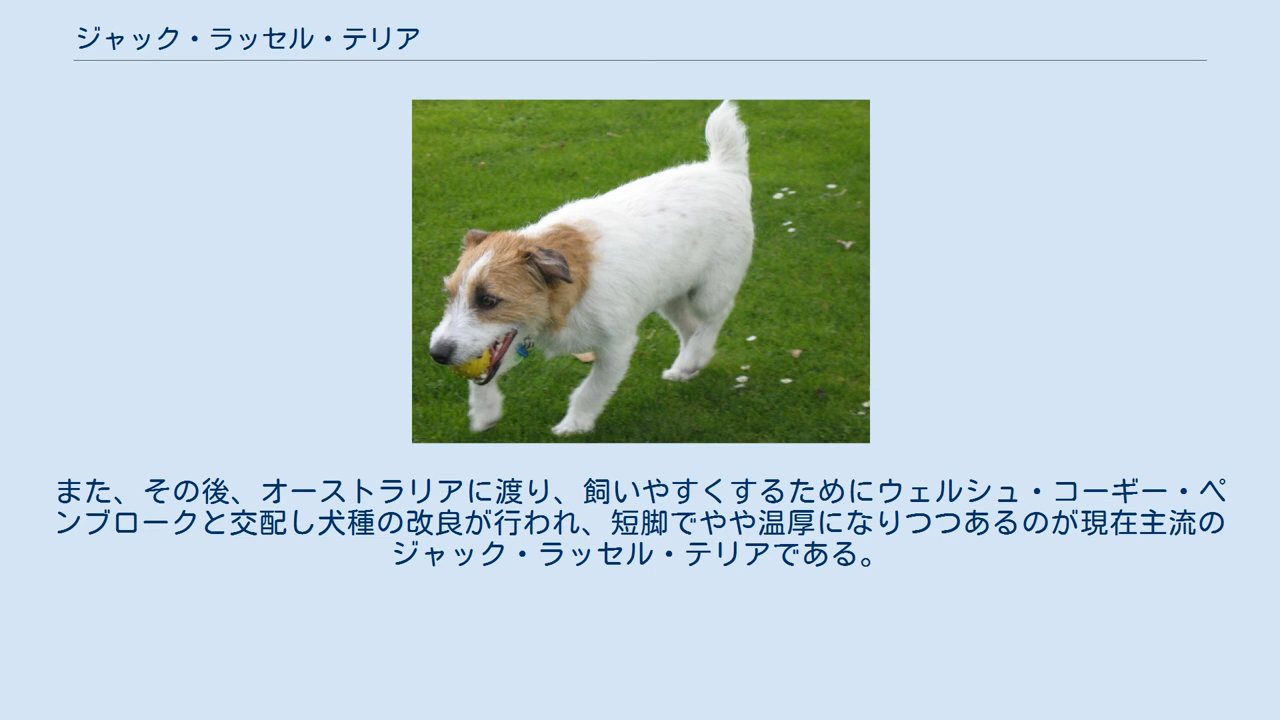 ジャック・ラッセル・テリア
また、その後、オーストラリアに渡り、飼いやすくするためにウェルシュ・コーギー・ペ
ンブロークと交配し犬種の改良が行われ、短脚でやや温厚になりつつあるのが現在主流の
ジャック・ラッセル・テリアである。